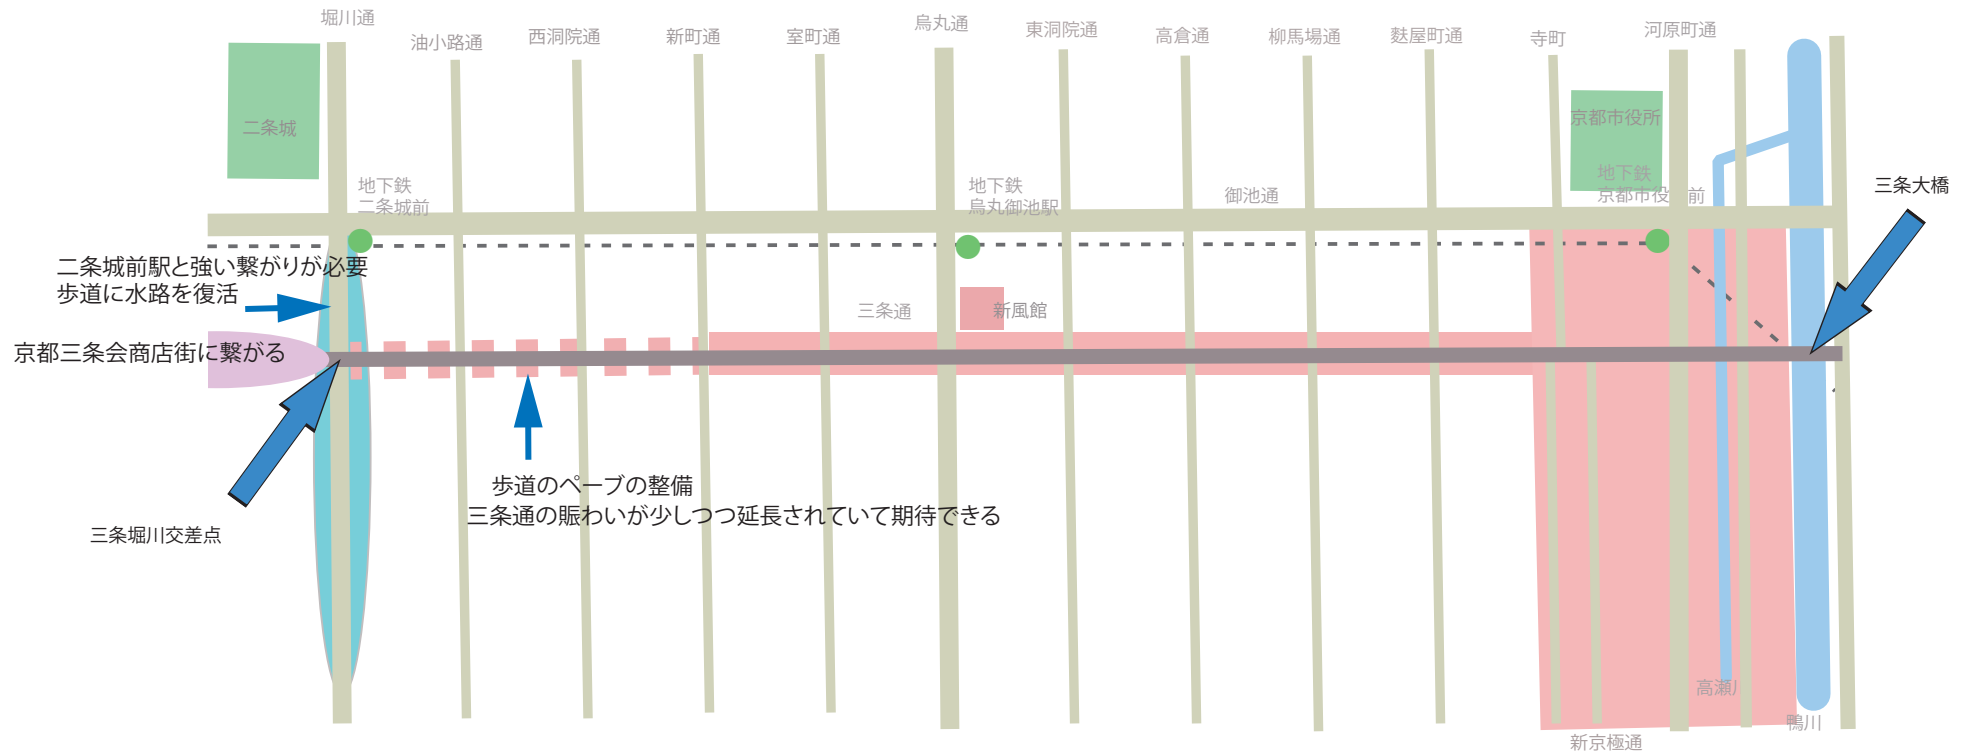 堀川通
油小路通
西洞院通
新町通
室町通
烏丸通
東洞院通
高倉通
柳馬場通
麩屋町通
寺町
河原町通
二条城
京都市役所
地下鉄
二条城前
地下鉄
烏丸御池駅
御池通
地下鉄
京都市役所前
三条大橋
二条城前駅と強い繋がりが必要
歩道に水路を復活
三条通
新風館
京都三条会商店街に繋がる
歩道のペーブの整備
三条通の賑わいが少しつつ延長されていて期待できる
三条堀川交差点
高瀬川
鴨川
新京極通